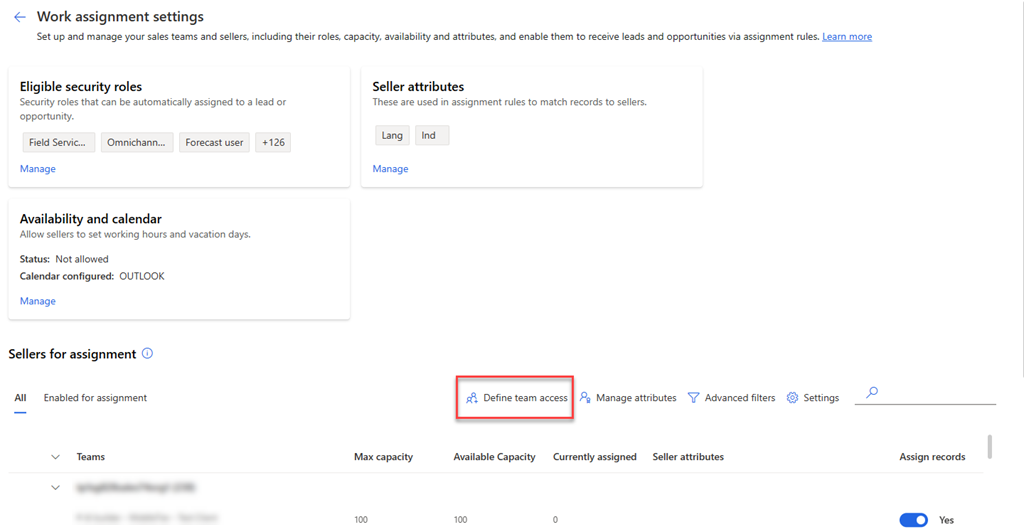 Work assignment settings
Set up and manage your sales teams and sellers, including their roles, capacity, availability and attributes, and enable them to receive leads and opportunities via assignment rules. Learn more
Eligible security roles
Security roles that can be automatically assigned to a lead or
opportunity.
Field Servic... Omnichann... Forecast user +126
Manage
Seller attributes
These are used in assignment rules to match records to sellers.
Lang Ind
Manage
Availability and calendar
Allow sellers to set working hours and vacation days.
Status: Not allowed
Calendar configured: OUTLOOK
Manage
Sellers for assignment
All Enabled for assignment Define team access Manage attributes Advanced filters Settings
Teams Max capacity Available Capacity Currently assigned Seller attributes Assign records
100 100 0 Yes